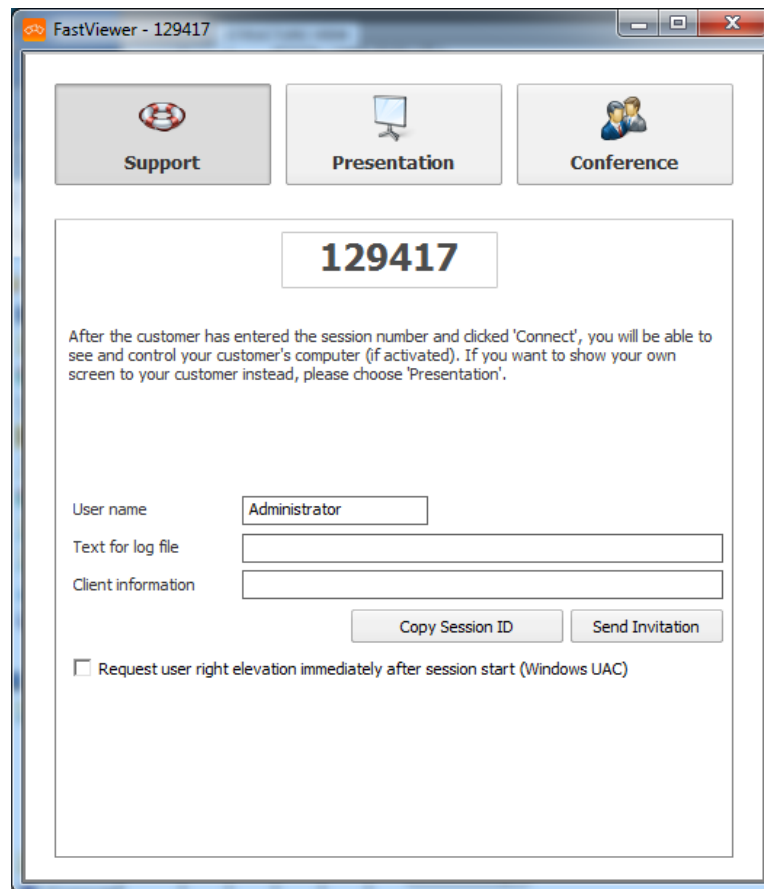 FastViewer - 129417
Support
Presentation
Conference
129417
After the customer has entered the session number and clicked 'Connect', you will be able to
see and control your customer's computer (if activated). If you want to show your own
screen to your customer instead, please choose 'Presentation'.
User name
Administrator
Text for log file
Client information
Copy Session ID
Send Invitation
Request user right elevation immediately after session start (Windows UAC)